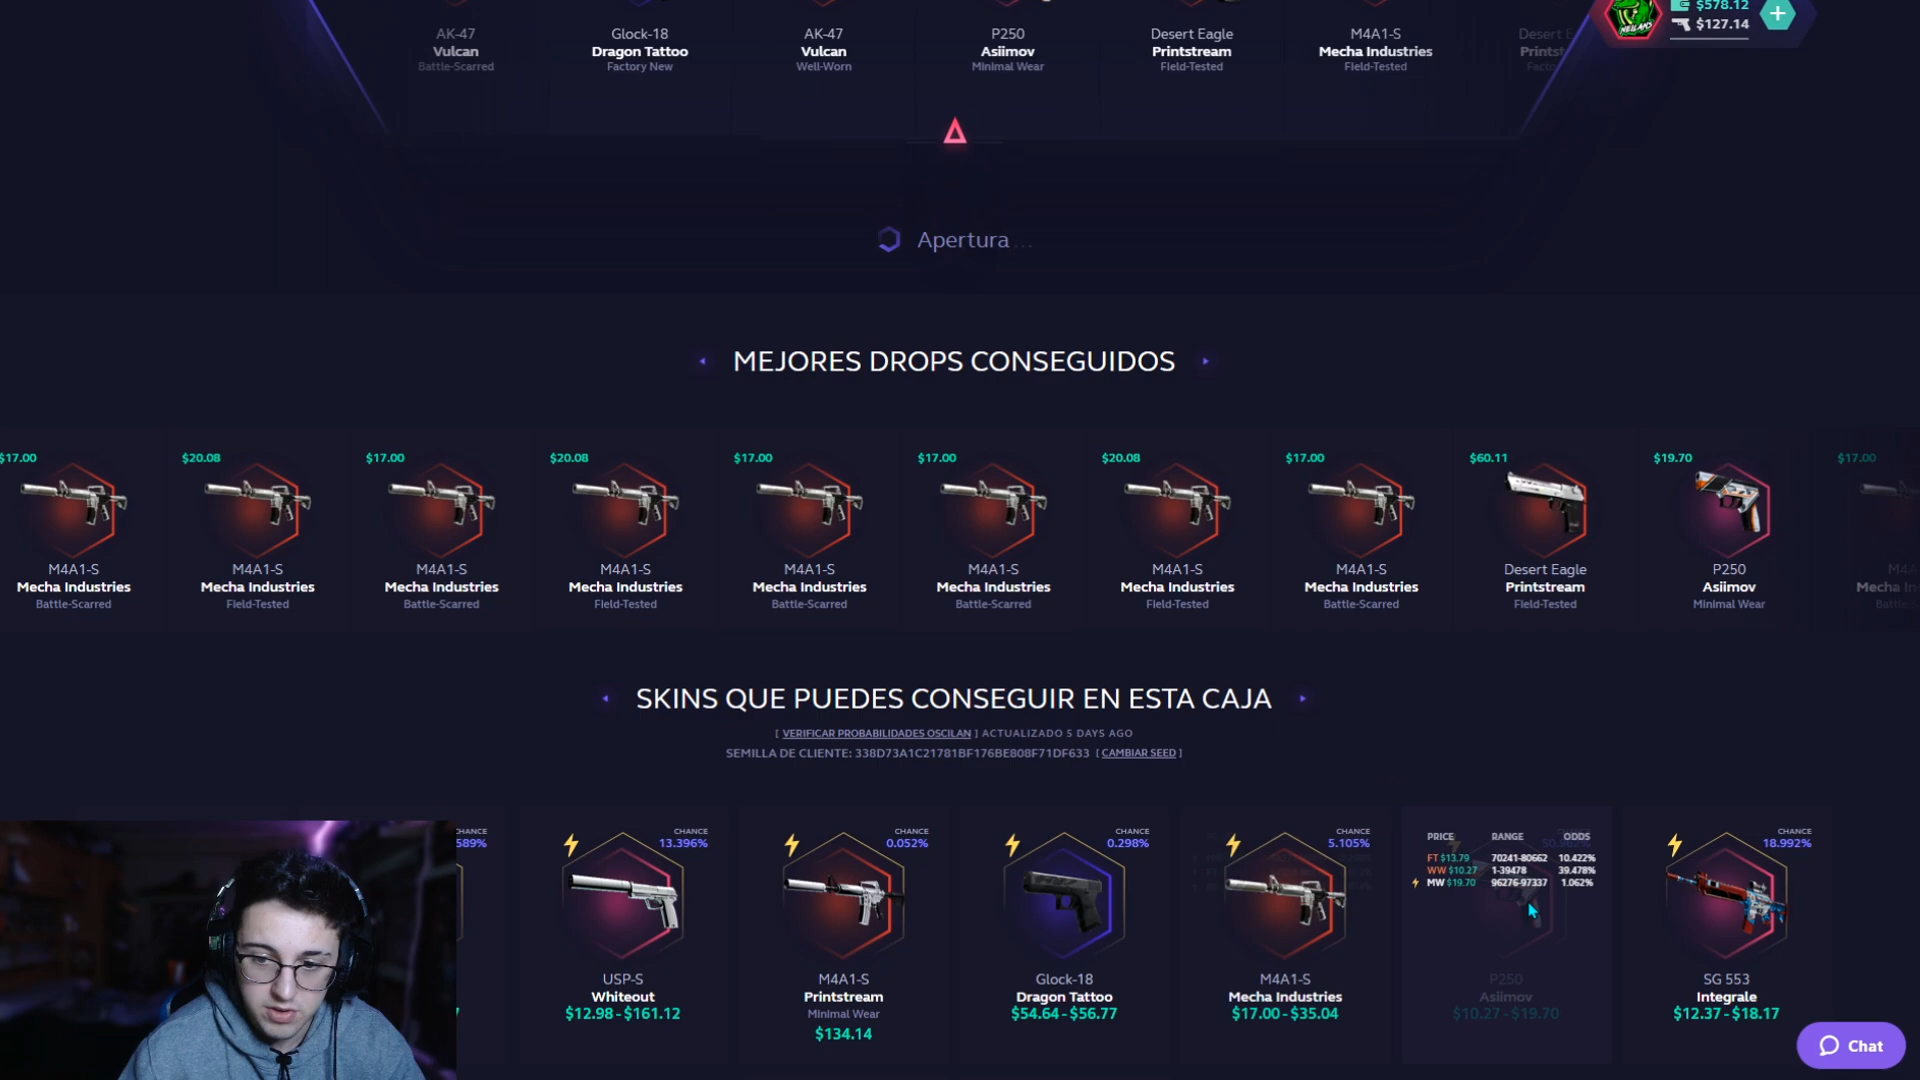 $578.12
$127.14
AK-47
Vulcan
Battle-Scarred
Glock-18
Dragon Tattoo
Factory New
AK-47
Vulcan
Well-Worn
P250
Asiimov
Minimal Wear
Desert Eagle
Printstream
Field-Tested
M4A1-S
Mecha Industries
Field-Tested
Desert E
Printst
Facto
Apertura ...
MEJORES DROPS CONSEGUIDOS
$17.00
M4A1-S
Mecha Industries
Battle-Scarred
$20.08
M4A1-S
Mecha Industries
Field-Tested
$17.00
M4A1-S
Mecha Industries
Battle-Scarred
$20.08
M4A1-S
Mecha Industries
Field-Tested
$17.00
M4A1-S
Mecha Industries
Battle-Scarred
$17.00
M4A1-S
Mecha Industries
Battle-Scarred
$20.08
M4A1-S
Mecha Industries
Field-Tested
$17.00
M4A1-S
Mecha Industries
Battle-Scarred
$60.11
Desert Eagle
Printstream
Field-Tested
$19.70
P250
Asiimov
Minimal Wear
$17.00
M4A
Mecha In
SKINS QUE PUEDES CONSEGUIR EN ESTA CAJA
[ VERIFICAR PROBABILIDADES OSCILAN ] ACTUALIZADO 5 DAYS AGO
SEMILLA DE CLIENTE: 338D73A1C21781BF176BE808F71DF633 [ CAMBIAR SEED ]
CHANCE
589%
CHANCE
13.396%
USP-S
Whiteout
$12.98 - $161.12
CHANCE
0.052%
M4A1-S
Printstream
Minimal Wear
$134.14
CHANCE
0.298%
Glock-18
Dragon Tattoo
$54.64 - $56.77
CHANCE
5.105%
M4A1-S
Mecha Industries
$17.00 - $35.04
PRICE RANGE ODDS
FT $13.79 70241-80662 10.422%
WW $10.27 1-39478 39.478%
MW $19.70 96276-97337 1.062%
P250
Asiimov
$10.27 - $19.70
CHANCE
18.992%
SG 553
Integrale
$12.37 - $18.17
Chat